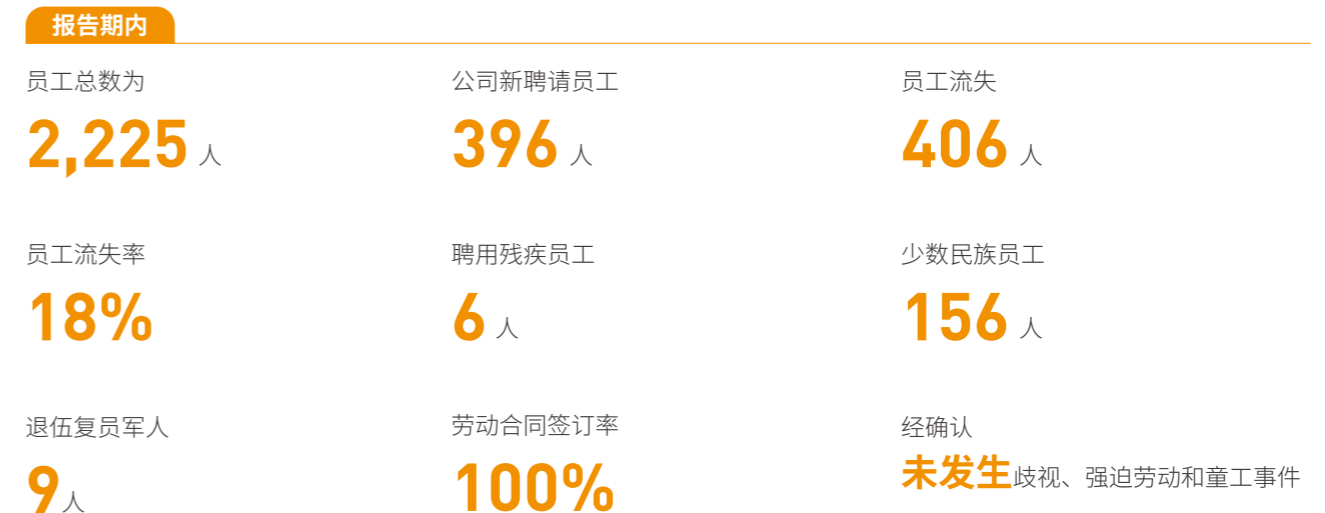 报告期内
员工总数为
2,225 人
公司新聘请员工
396 人
员工流失
406 人
员工流失率
18%
聘用残疾员工
6 人
少数民族员工
156 人
退伍复员军人
9人
劳动合同签订率
100%
经确认
未发生歧视、强迫劳动和童工事件